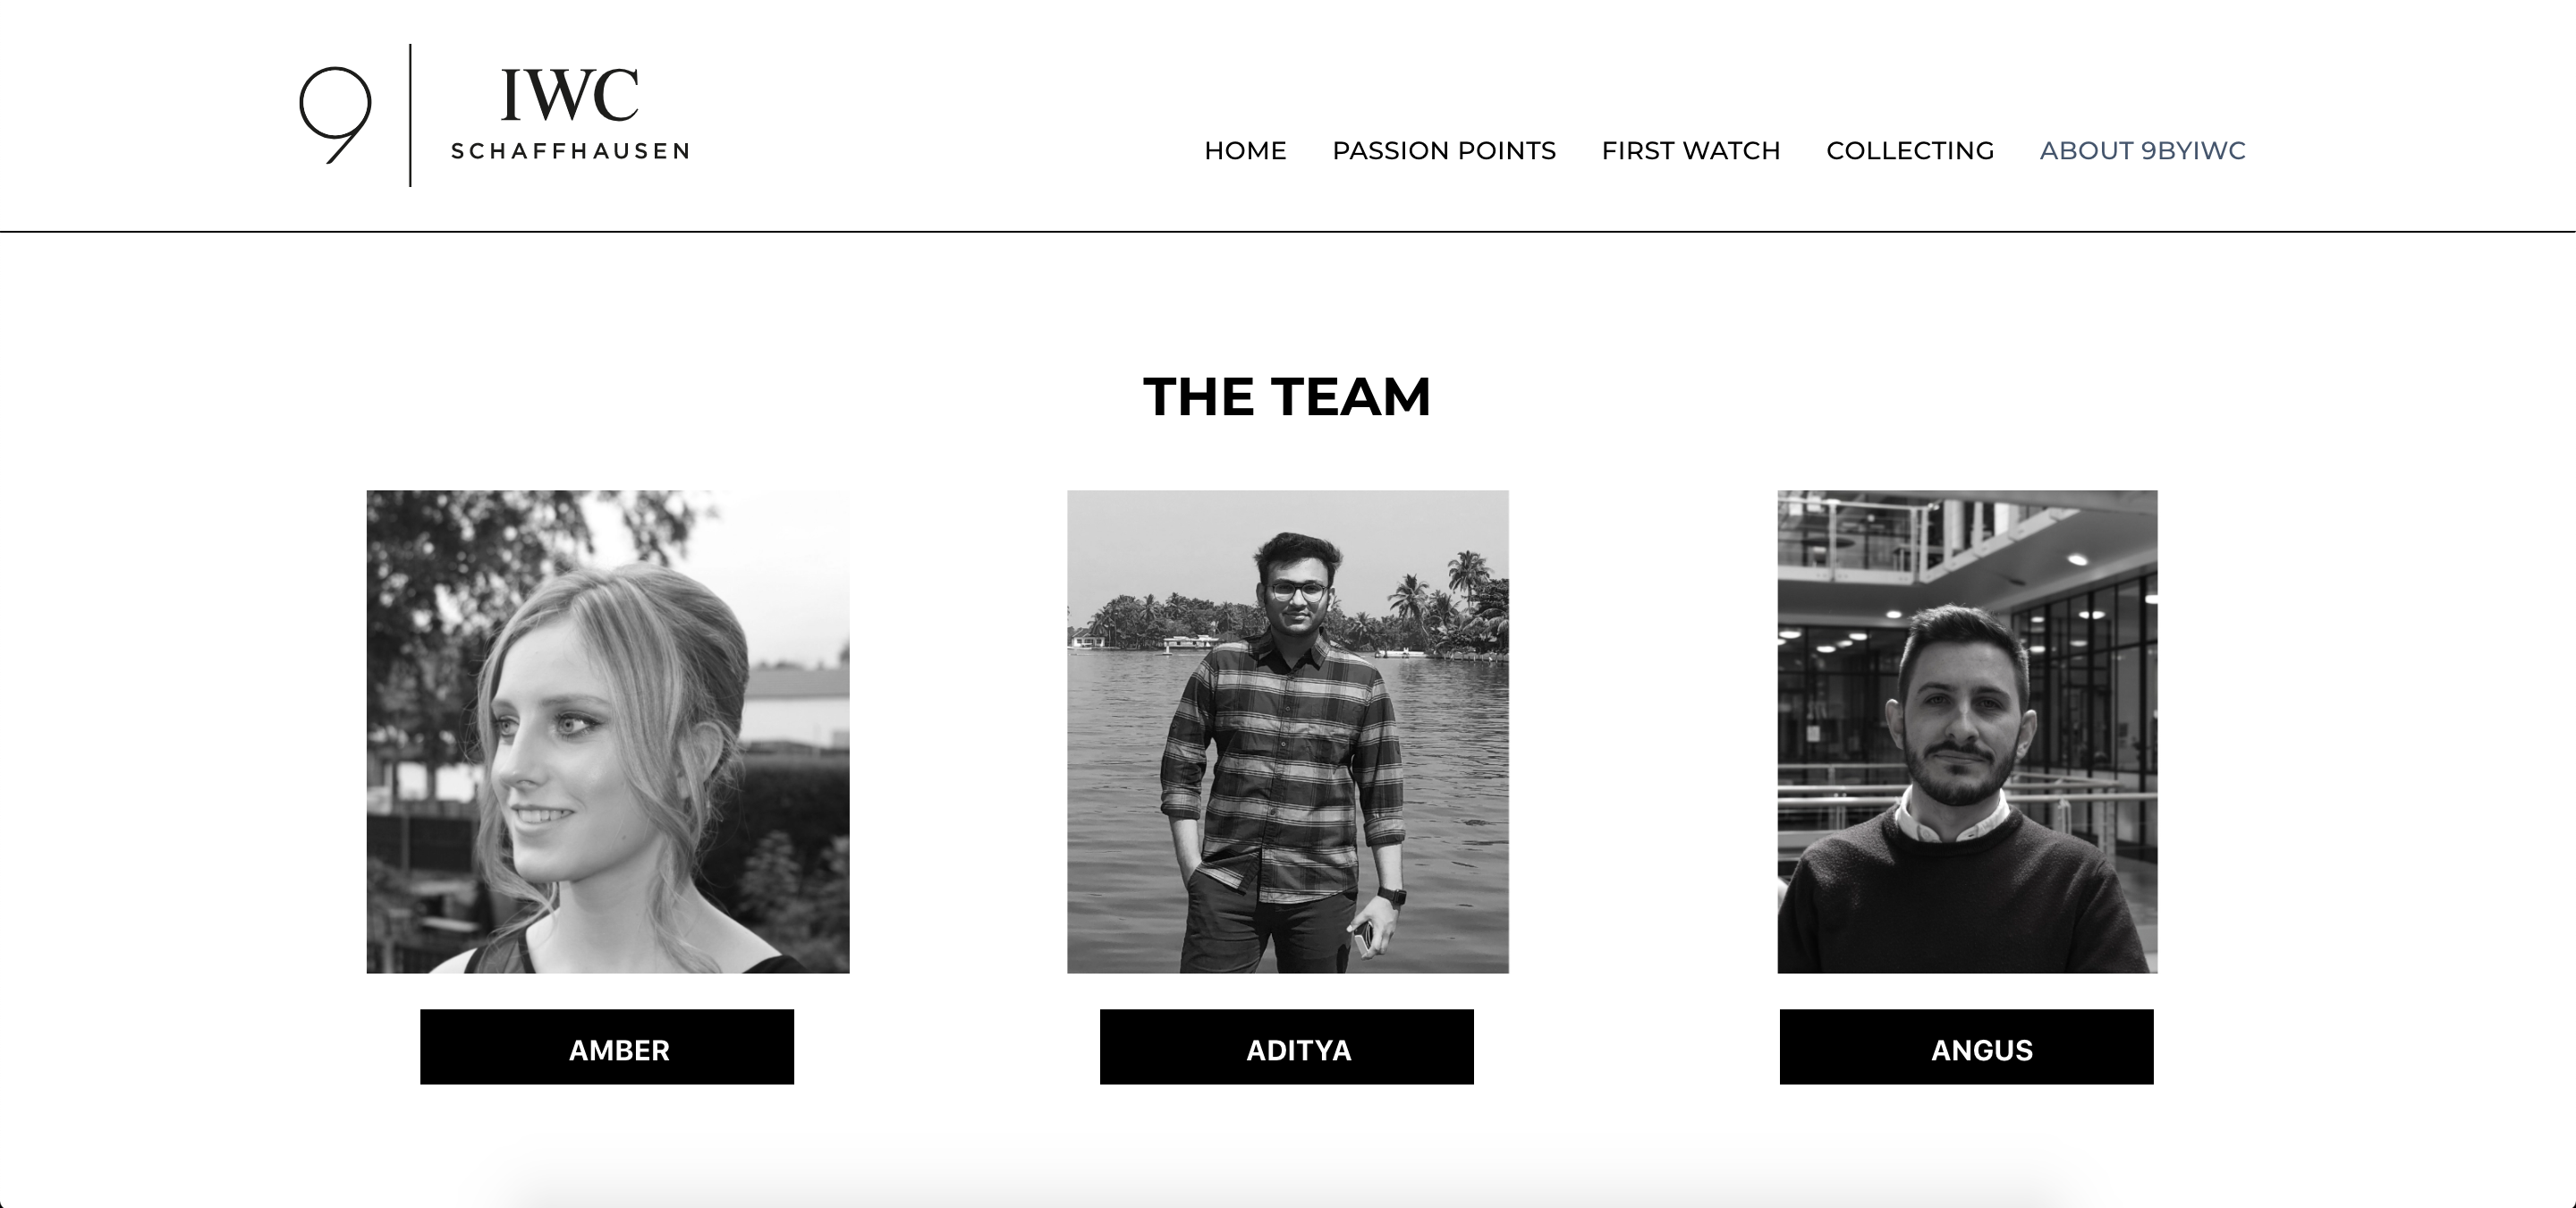 9
IWC
SCHAFFHAUSEN
HOME PASSION POINTS FIRST WATCH COLLECTING ABOUT 9BYIWC
THE TEAM
AMBER ADITYA ANGUS